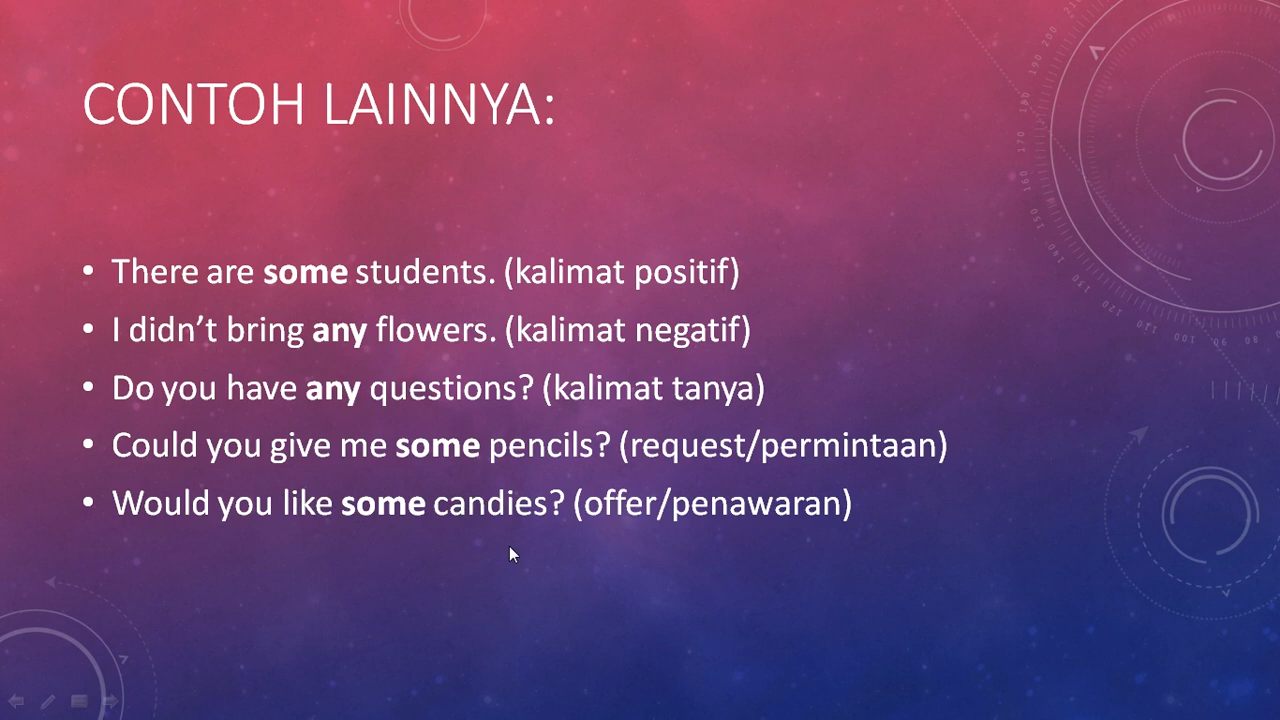 CONTOH LAINNYA:
• There are some students. (kalimat positif)
• I didn’t bring any flowers. (kalimat negatif)
• Do you have any questions? (kalimat tanya)
• Could you give me some pencils? (request/permintaan)
• Would you like some candies? (offer/penawaran)